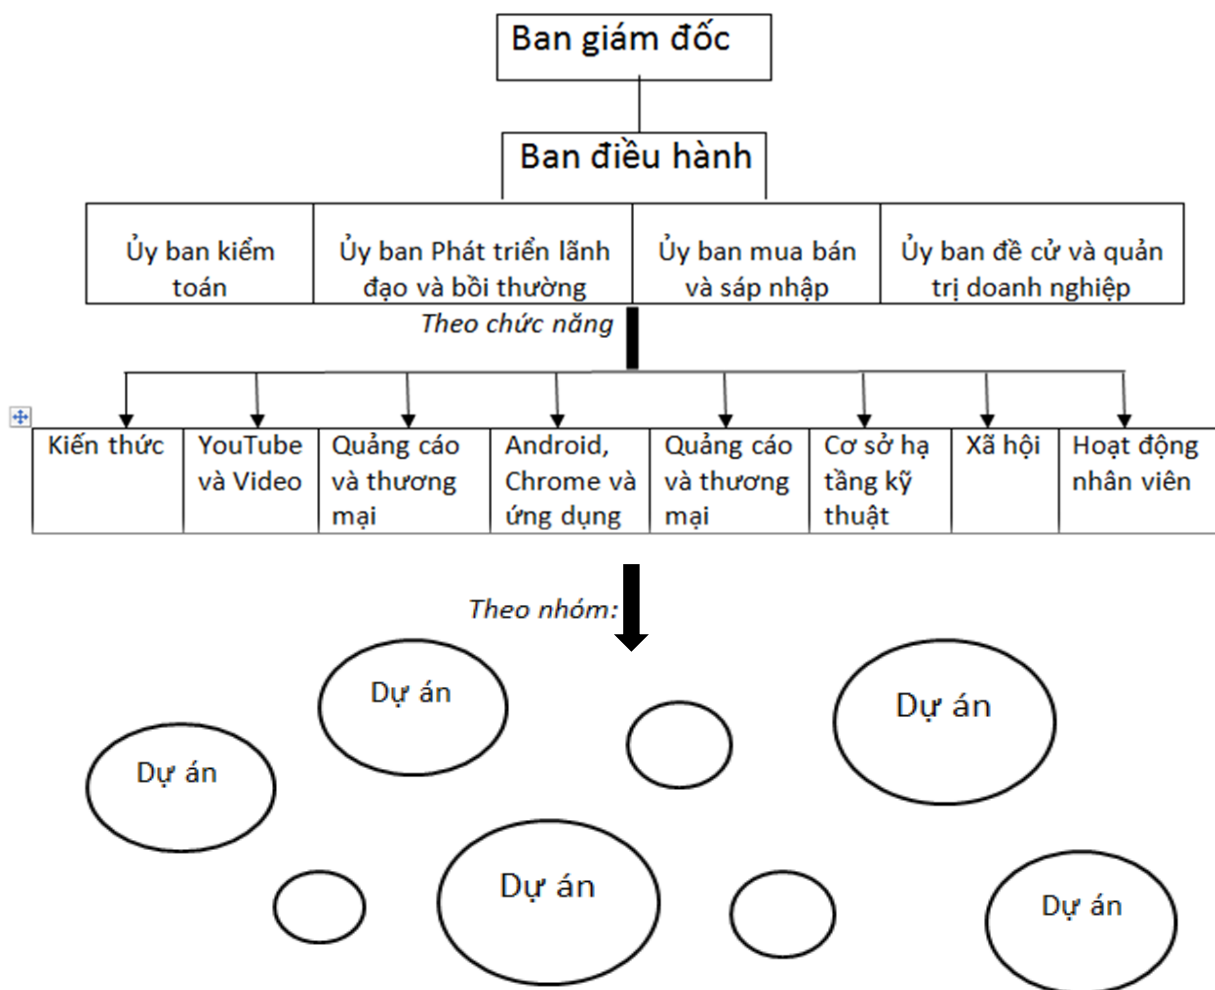 Ban giám đốc
Ban điều hành
Ủy ban kiểm
toán
Ủy ban Phát triển lãnh
đạo và bồi thường
Ủy ban mua bán
và sáp nhập
Ủy ban đề cử và quản
trị doanh nghiệp
Theo chức năng
Kiến thức
YouTube
và Video
Quảng cáo
và thương
mại
Android,
Chrome và
ứng dụng
Quảng cáo
và thương
mại
Cơ sở hạ
tầng kỹ
thuật
Xã hội
Hoạt động
nhân viên
Theo nhóm:
Dự án
Dự án
Dự án
Dự án
Dự án